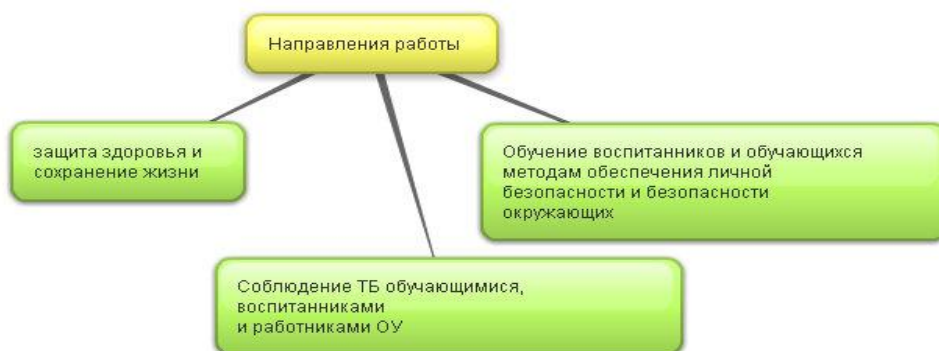 Направления работы
защита здоровья и
сохранение жизни
Обучение воспитанников и обучающихся
методам обеспечения личной
безопасности и безопасности
окружающих
Соблюдение ТБ обучающимися,
воспитанниками
и работниками ОУ